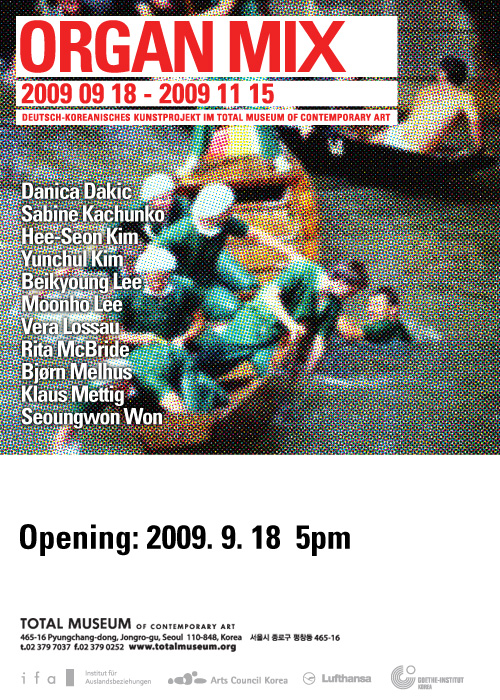 ORGAN MIX
2009 09 18 - 2009 11 15
DEUTSCH-KOREANISCHES KUNSTPROJEKT IM TOTAL MUSEUM OF CONTEMPORARY ART
Danica Dakic
Sabine Kachunko
Hee-Seon Kim
Yunchul Kim
Beikyoung Lee
Moonho Lee
Vera Lossau
Rita McBride
Bjørn Melhus
Klaus Mettig
Seoungwon Won
Opening: 2009. 9. 18 5pm
TOTAL MUSEUM OF CONTEMPORARY ART
465-16 Pyungchang-dong, Jongro-gu, Seoul 110-848, Korea 서울시 종로구 평창동 465-16
t.02 379 7037 f.02 379 0252 www.totalmuseum.org
ifa Institut für Auslandsbeziehungen Arts Council Korea Lufthansa GOETHE-INSTITUT KOREA